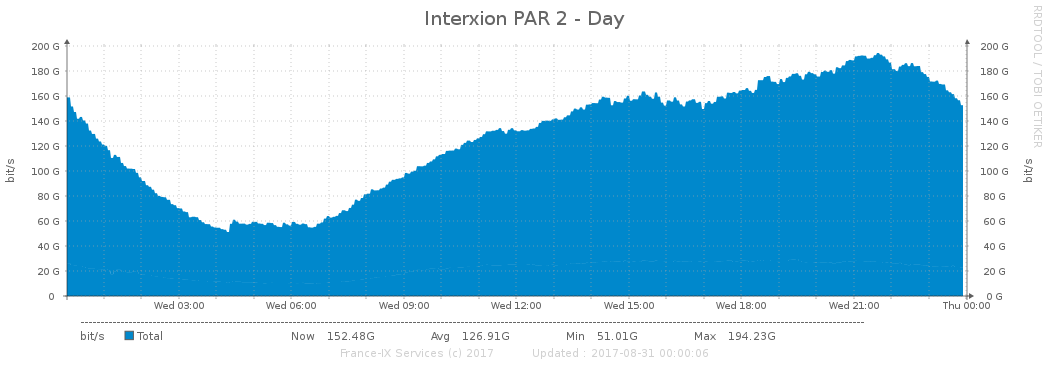 Interxion PAR 2 - Day
RRDTOOL / TOBI OETIKER
200 G 200 G
180 G 180 G
160 G 160 G
140 G 140 G
120 G 120 G
100 G 100 G
80 G 80 G
60 G 60 G
40 G 40 G
20 G 20 G
0 0 G
bit/s
bit/s
Wed 03:00 Wed 06:00 Wed 09:00 Wed 12:00 Wed 15:00 Wed 18:00 Wed 21:00 Thu 00:00
bit/s Total Now 152.48G Avg 126.91G Min 51.01G Max 194.23G
France-IX Services (c) 2017 Updated : 2017-08-31 00:00:06